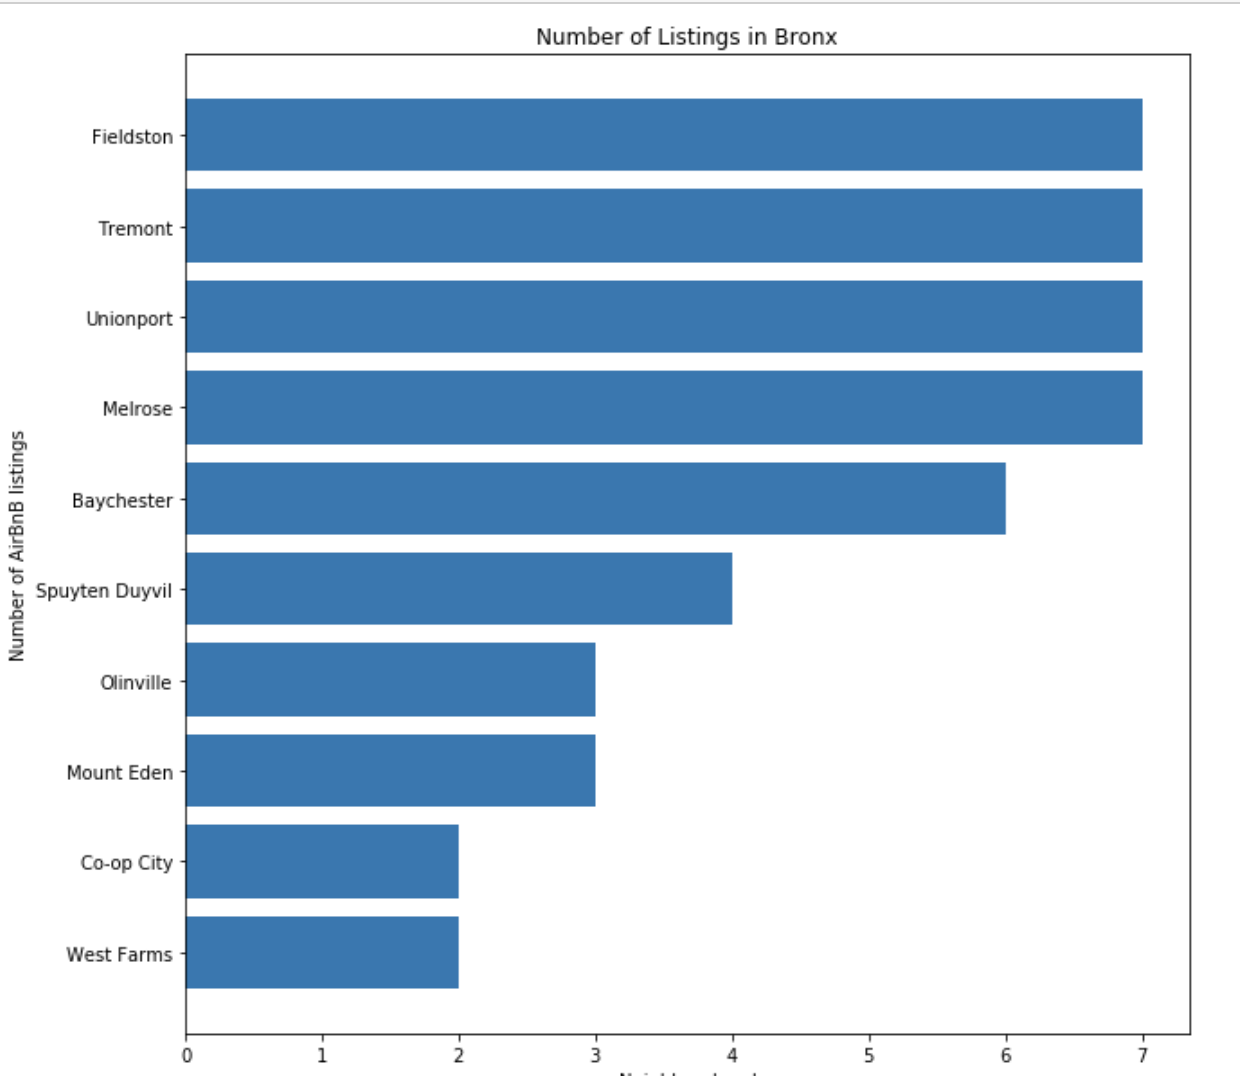 Number of Listings in Bronx
Fieldston
Tremont
Unionport
Melrose
Baychester
Spuyten Duyvil
Olinville
Mount Eden
Co-op City
West Farms
Number of AirBnB listings
0 1 2 3 4 5 6 7